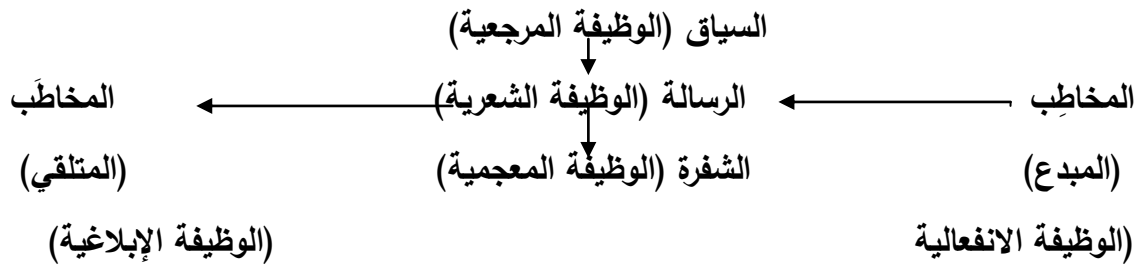 السياق (الوظيفة المرجعية)
المخاطِب الرسالة (الوظيفة الشعرية) المخاطَب
(المبدع) الشفرة (الوظيفة المعجمية) (المتلقي)
(الوظيفة الانفعالية (الوظيفة الإبلاغية)